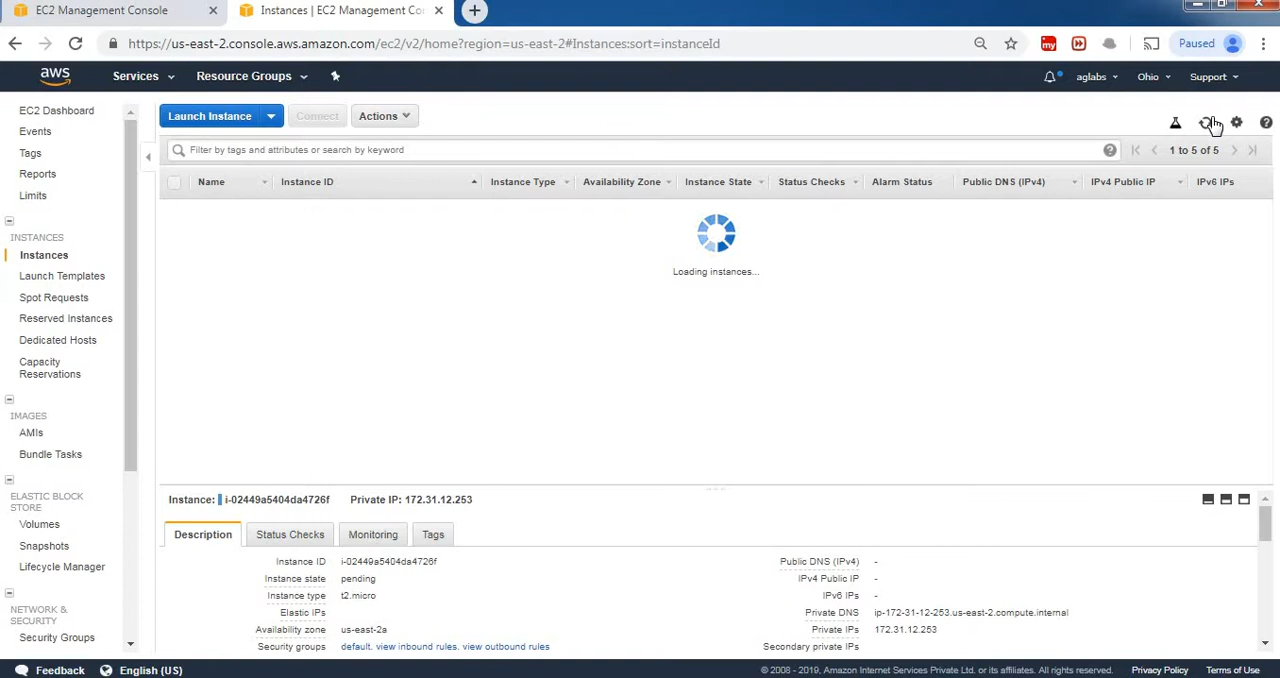 EC2 Management Console
Instances | EC2 Management Co
https://us-east-2.console.aws.amazon.com/ec2/v2/home?region=us-east-2#Instances:sort=instanceId
my
Paused
aws
Services
Resource Groups
aglabs
Ohio
Support
EC2 Dashboard
Events
Tags
Reports
Limits
INSTANCES
Instances
Launch Templates
Spot Requests
Reserved Instances
Dedicated Hosts
Capacity
Reservations
IMAGES
AMIs
Bundle Tasks
ELASTIC BLOCK
STORE
Volumes
Snapshots
Lifecycle Manager
NETWORK &
SECURITY
Security Groups
Launch Instance
Connect
Actions
Filter by tags and attributes or search by keyword
1 to 5 of 5
Name
Instance ID
Instance Type
Availability Zone
Instance State
Status Checks
Alarm Status
Public DNS (IPv4)
IPv4 Public IP
IPv6 IPs
Loading instances...
Instance: i-02449a5404da4726f Private IP: 172.31.12.253
Description
Status Checks
Monitoring
Tags
Instance ID i-02449a5404da4726f
Instance state pending
Instance type t2.micro
Elastic IPs
Availability zone us-east-2a
Security groups default. view inbound rules. view outbound rules
Public DNS (IPv4) -
IPv4 Public IP -
IPv6 IPs -
Private DNS ip-172-31-12-253.us-east-2.compute.internal
Private IPs 172.31.12.253
Secondary private IPs
Feedback
English (US)
© 2008 - 2019, Amazon Internet Services Private Ltd. or its affiliates. All rights reserved.
Privacy Policy
Terms of Use